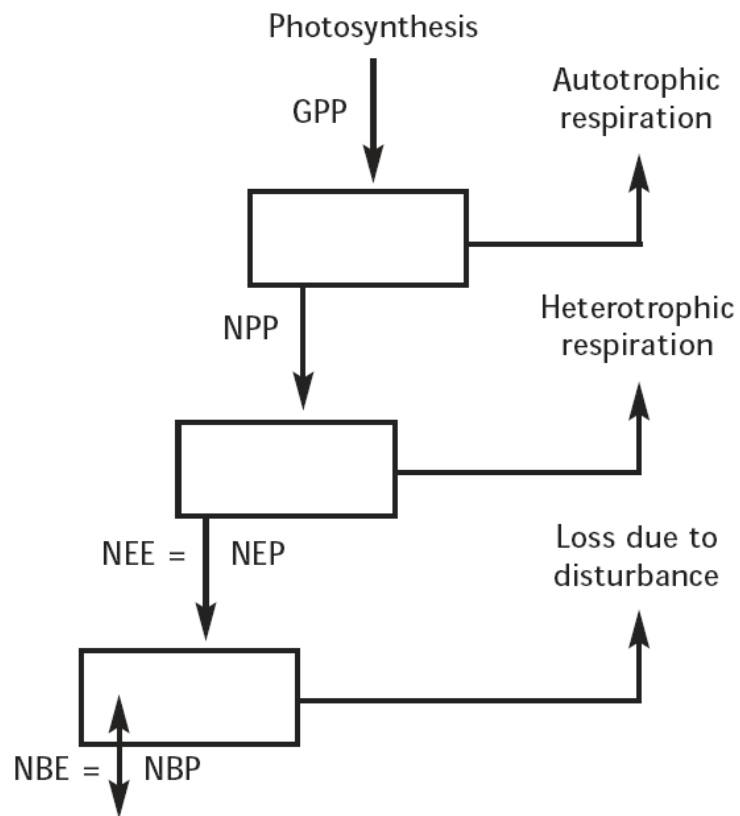 Photosynthesis
GPP
Autotrophic
respiration
NPP
Heterotrophic
respiration
NEE = NEP
Loss due to
disturbance
NBE = NBP